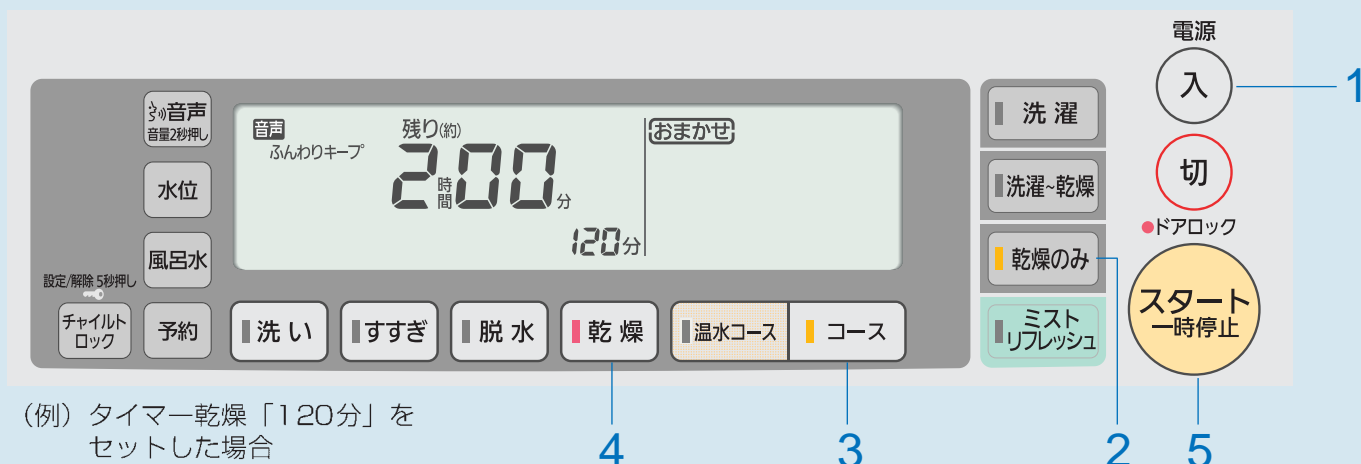 電源
入
1
切
ドアロック
スタート
一時停止
5
音声
音量2秒押し
水位
風呂水
設定/解除 5秒押し
チャイルト
ロック
予約
音声
ふんわりキープ
残り(約)
2時間00分
120分
おまかせ
洗い
すすぎ
脱水
乾燥
4
温水コース
コース
3
洗濯
洗濯~乾燥
乾燥のみ
2
ミスト
リフレッシュ
(例) タイマー乾燥「120分」を
セットした場合